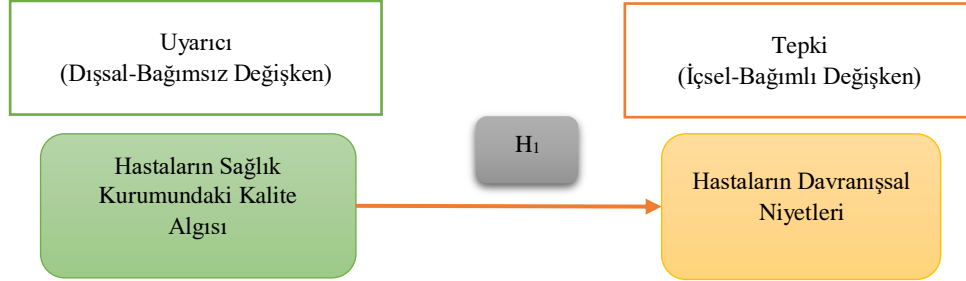 Uyarıcı
(Dışsal-Bağımsız Değişken)
Tepki
(İçsel-Bağımlı Değişken)
Hastaların Sağlık
Kurumundaki Kalite
Algısı
H₁
Hastaların Davranışsal
Niyetleri